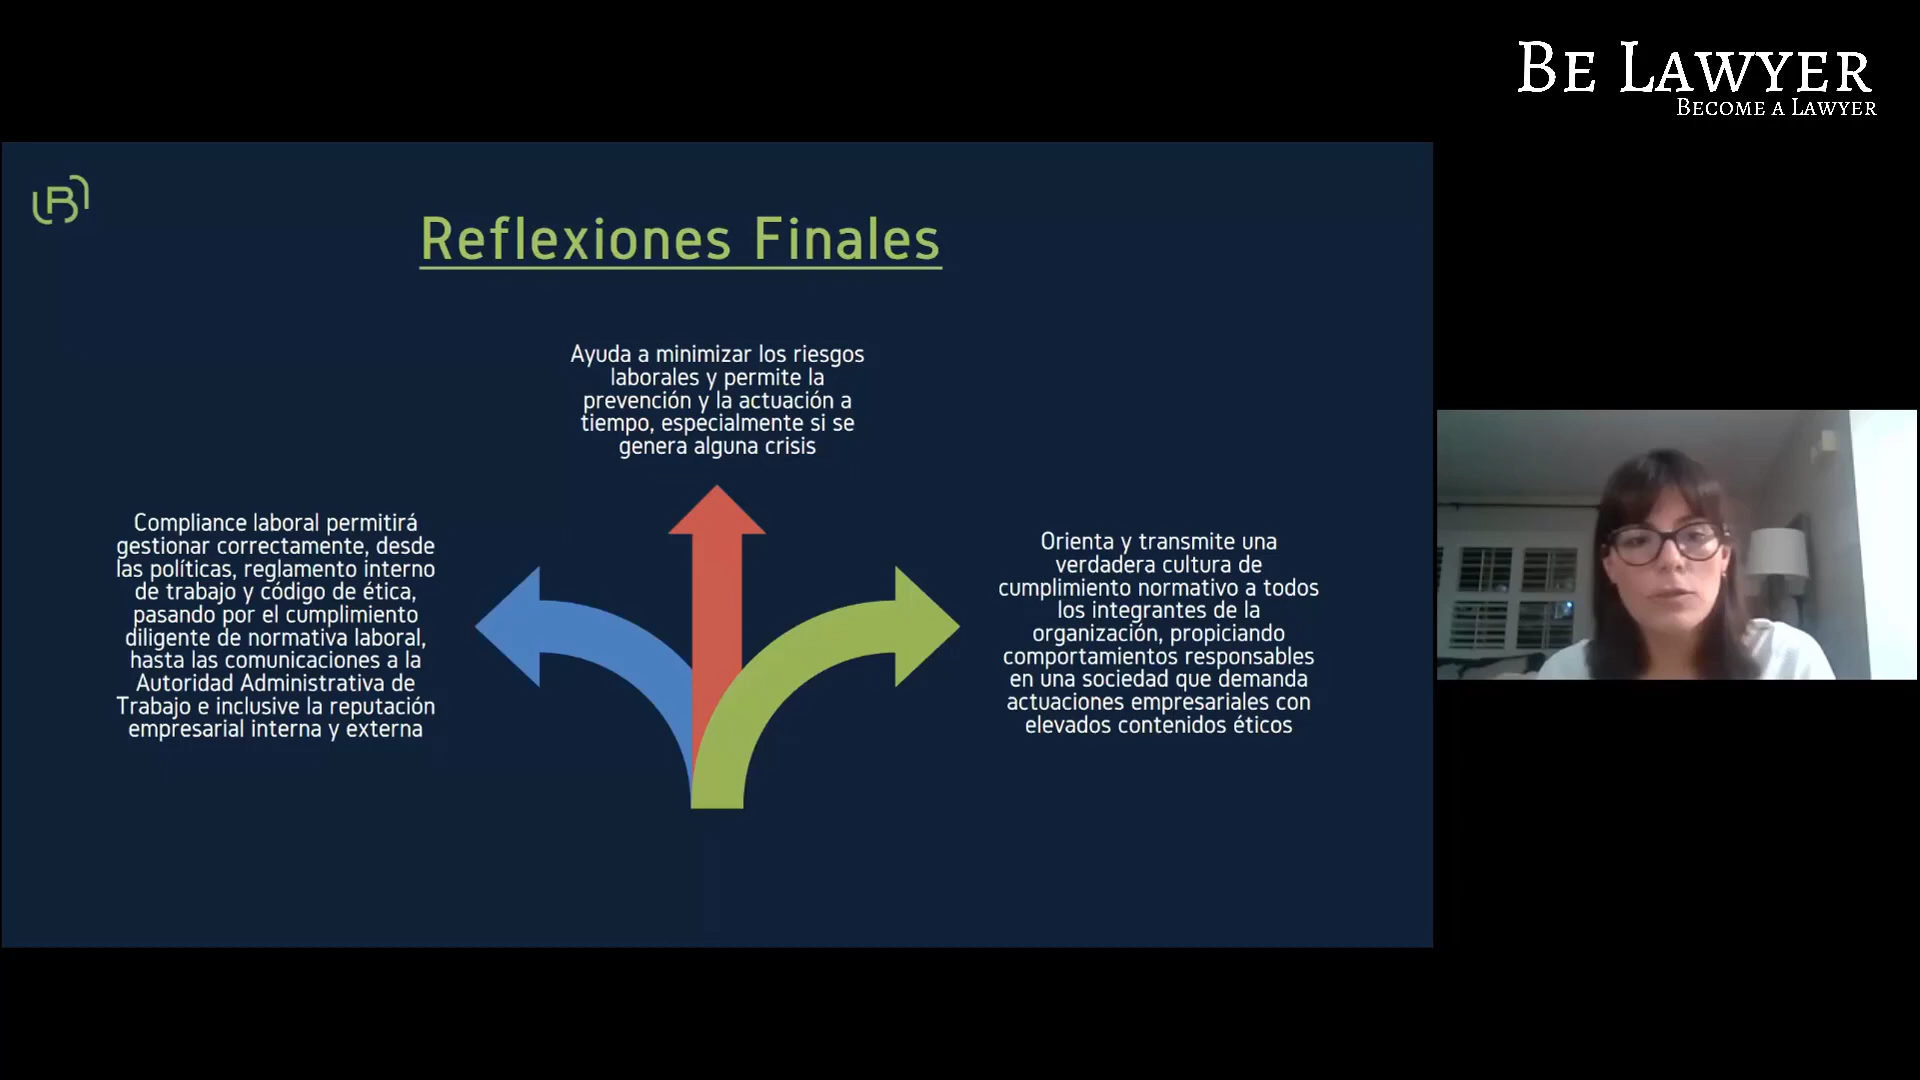 Be Lawyer
Become a Lawyer
Reflexiones Finales
Ayuda a minimizar los riesgos
laborales y permite la
prevención y la actuación a
tiempo, especialmente si se
genera alguna crisis
Compliance laboral permitirá
gestionar correctamente, desde
las políticas, reglamento interno
de trabajo y código de ética,
pasando por el cumplimiento
diligente de normativa laboral,
hasta las comunicaciones a la
Autoridad Administrativa de
Trabajo e inclusive la reputación
empresarial interna y externa
Orienta y transmite una
verdadera cultura de
cumplimiento normativo a todos
los integrantes de la
organización, propiciando
comportamientos responsables
en una sociedad que demanda
actuaciones empresariales con
elevados contenidos éticos